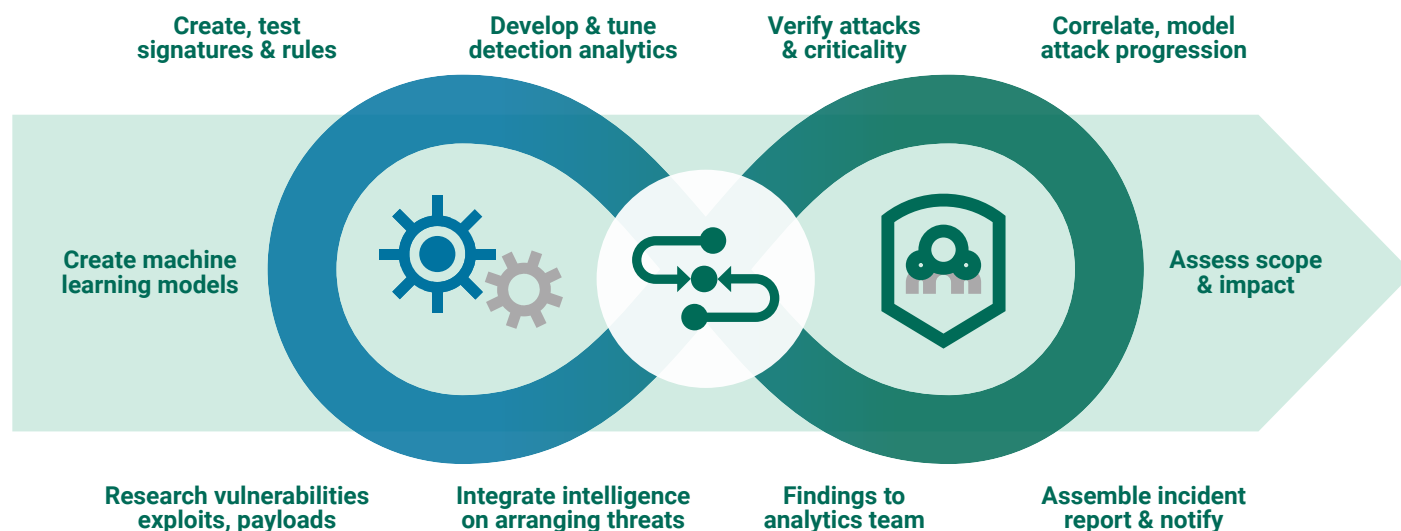 Create, test
signatures & rules
Develop & tune
detection analytics
Verify attacks
& criticality
Correlate, model
attack progression
Create machine
learning models
Assess scope
& impact
Research vulnerabilities
exploits, payloads
Integrate intelligence
on arranging threats
Findings to
analytics team
Assemble incident
report & notify